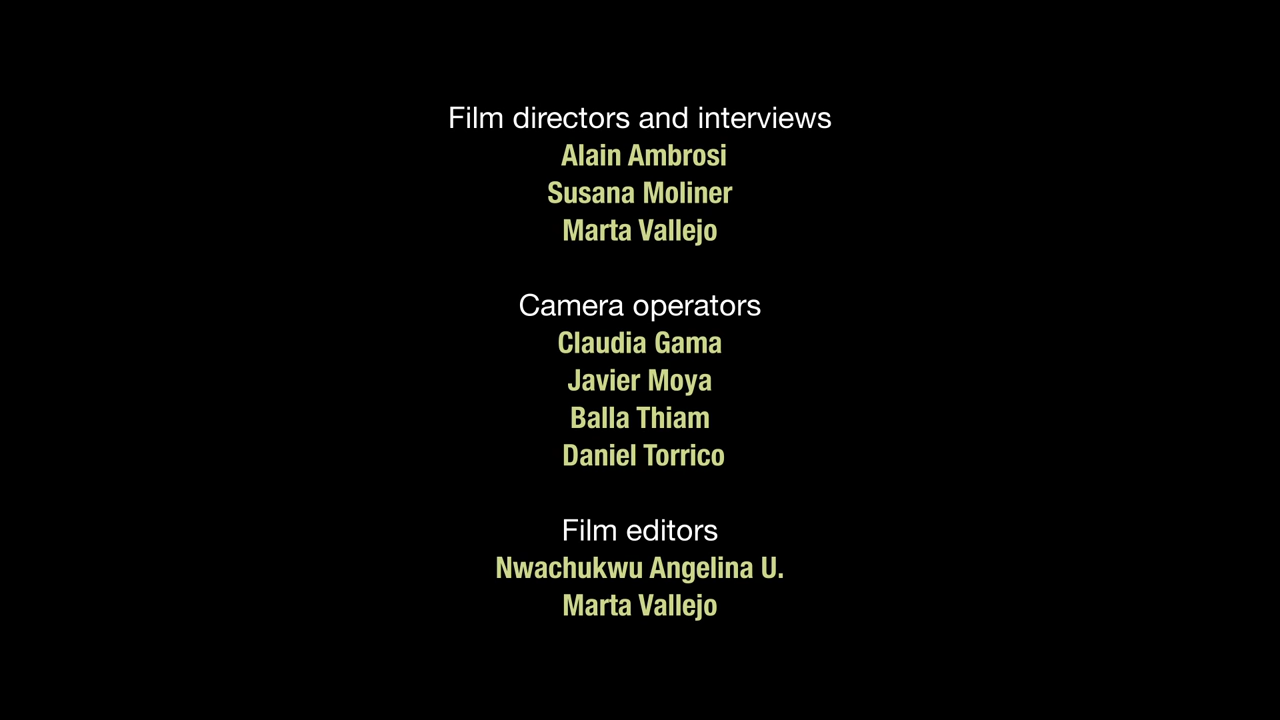 Film directors and interviews
Alain Ambrosi
Susana Moliner
Marta Vallejo
Camera operators
Claudia Gama
Javier Moya
Balla Thiam
Daniel Torrico
Film editors
Nwachukwu Angelina U.
Marta Vallejo